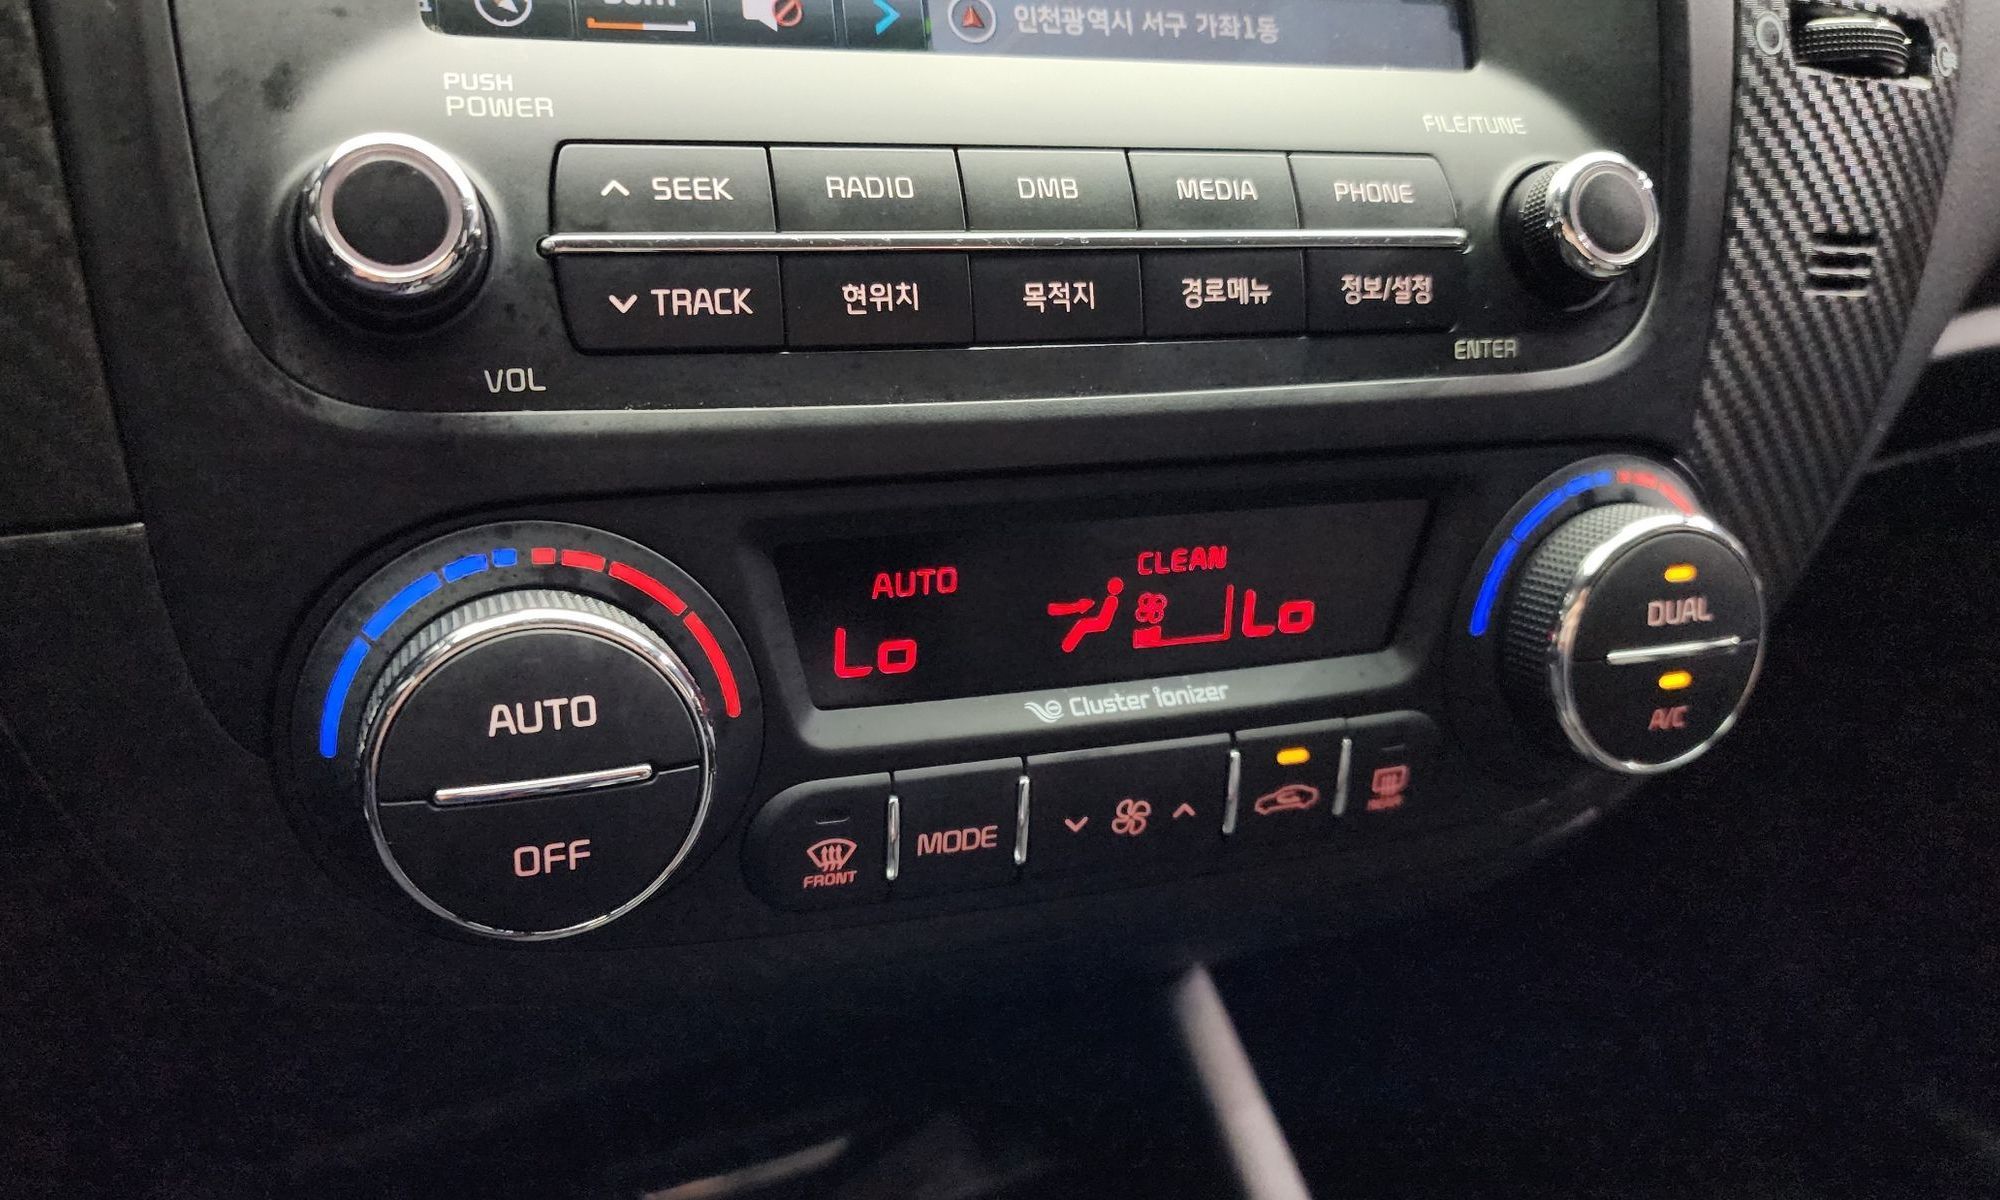 인천광역시 서구 가좌1동
PUSH
POWER
FILE/TUNE
SEEK
RADIO
DMB
MEDIA
PHONE
TRACK
현위치
목적지
경로메뉴
정보/설정
VOL
ENTER
AUTO
CLEAN
Lo
Lo
Cluster ionizer
AUTO
OFF
FRONT
MODE
REAR
DUAL
A/C